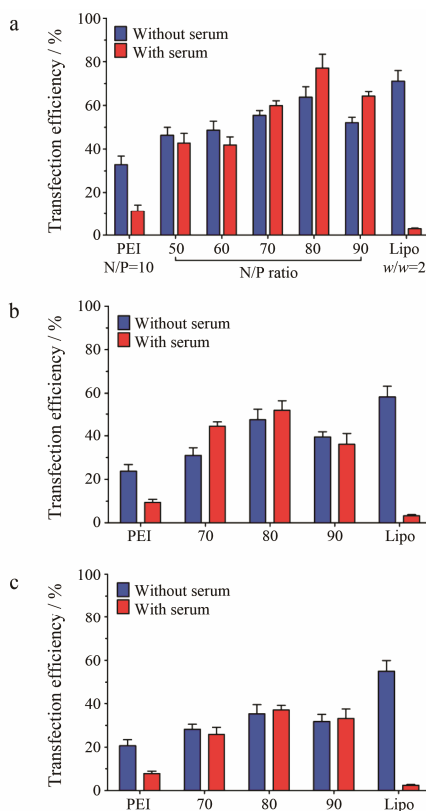 a
Transfection efficiency / %
100
80
60
40
20
0
Without serum
With serum
PEI 50 60 70 80 90 Lipo
N/P=10 N/P ratio w/w=2
b
Transfection efficiency / %
100
80
60
40
20
0
Without serum
With serum
PEI 70 80 90 Lipo
c
Transfection efficiency / %
100
80
60
40
20
0
Without serum
With serum
PEI 70 80 90 Lipo